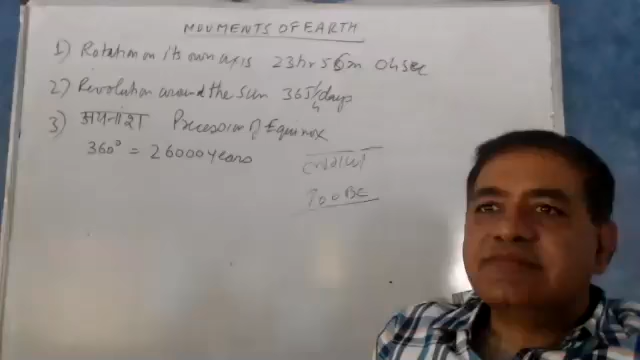 MOUMENTS OF EARTH
1) Rotation on its own axis 23hr 56m 04sec
2) Revolution around the sun 365 1/4 days
3) अयनांश Precession of Equinox
360° = 26000 years
700 BC